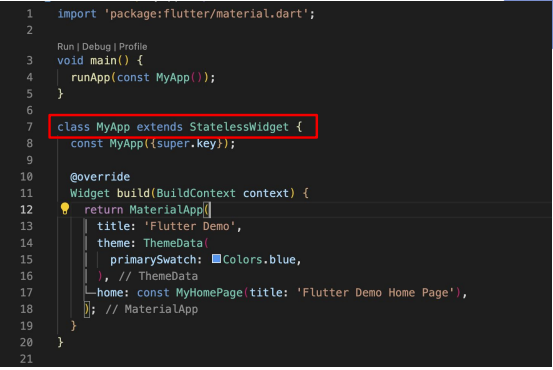 1 import 'package:flutter/material.dart';
2
Run | Debug | Profile
3 void main() {
4   runApp(const MyApp());
5 }
6
7 class MyApp extends StatelessWidget {
8   const MyApp({super.key});
9
10   @override
11   Widget build(BuildContext context) {
12     return MaterialApp(
13       title: 'Flutter Demo',
14       theme: ThemeData(
15         primarySwatch: Colors.blue,
16       ), // ThemeData
17       home: const MyHomePage(title: 'Flutter Demo Home Page'),
18     ); // MaterialApp
19   }
20 }
21